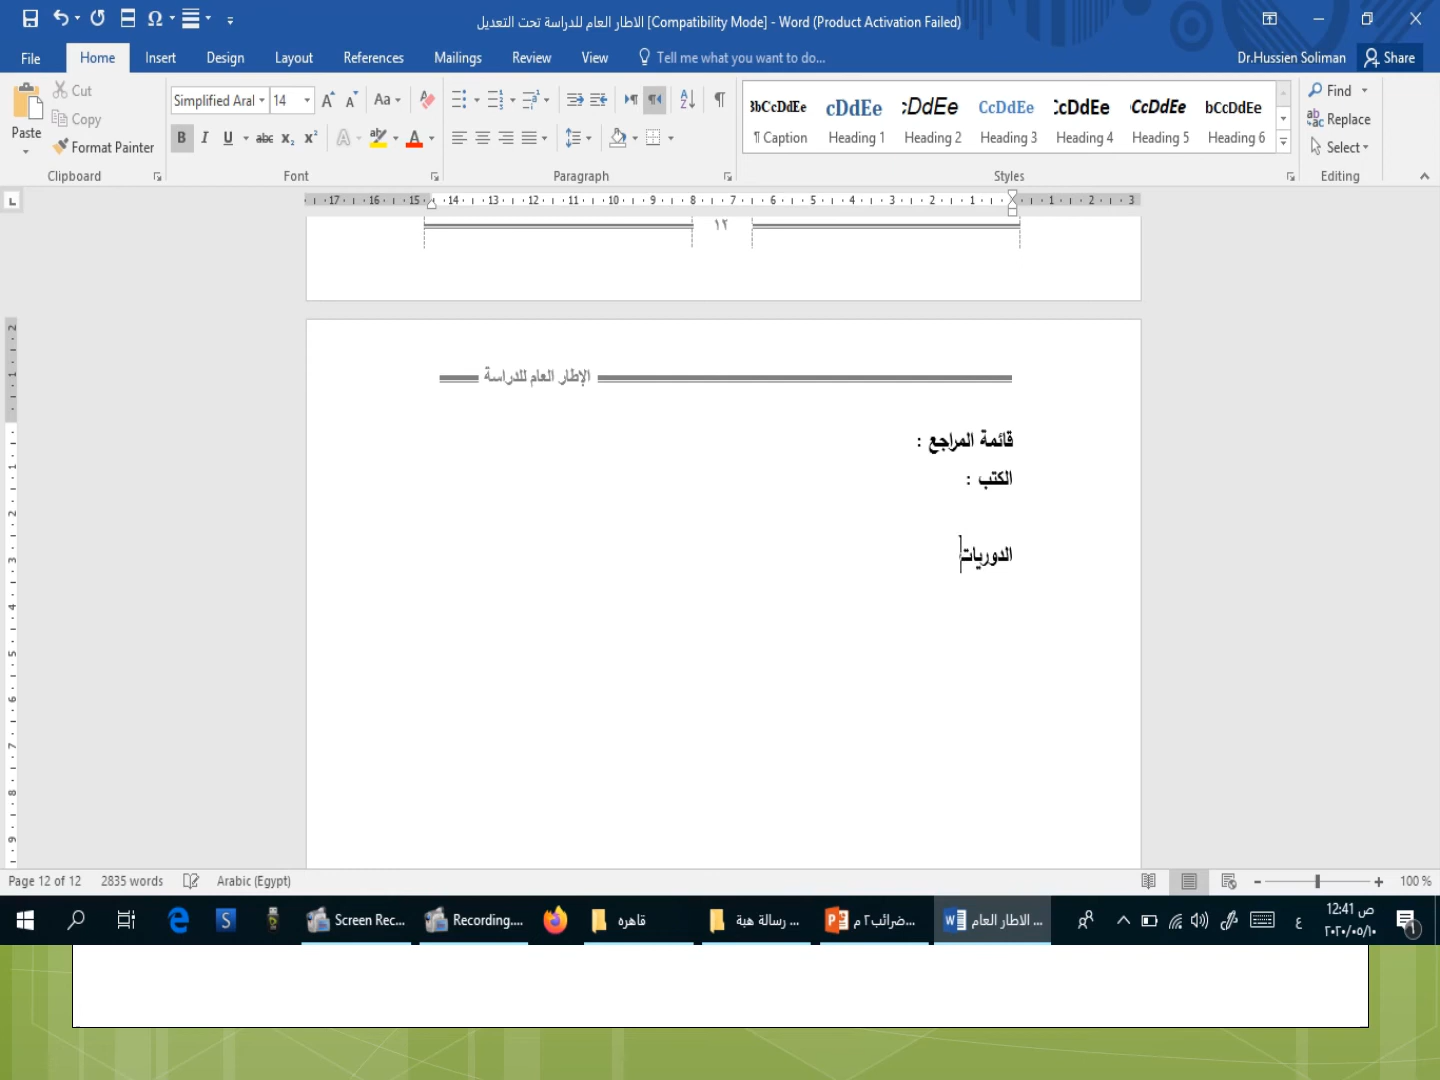 الاطار العام للدراسة تحت التعديل [Compatibility Mode] - Word (Product Activation Failed)
File Home Insert Design Layout References Mailings Review View Tell me what you want to do... Dr.Hussien Soliman Share
Cut
Copy
Format Painter
Paste
Clipboard
Simplified Aral 14
Font
Paragraph
¶ Caption Heading 1 Heading 2 Heading 3 Heading 4 Heading 5 Heading 6
Styles
Find
Replace
Select
Editing
١٢
الإطار العام للدراسة
قائمة المراجع :
الكتب :
الدوريات
Page 12 of 12 2835 words Arabic (Egypt) 100 %
Screen Rec... Recording.... قاهره رسالة هبة ... ضرائب٢ م... الاطار العام ... ع
12:41 ص
٢٠٢٠/٠٥/١٠